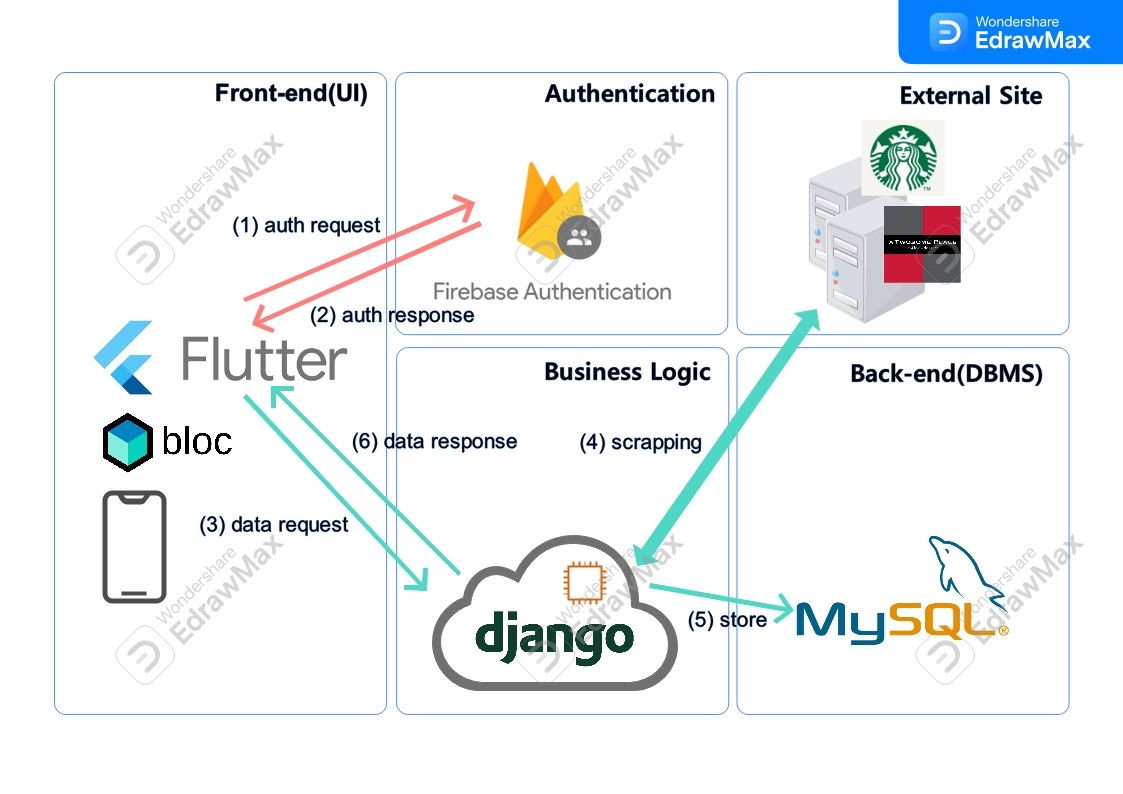 Wondershare
EdrawMax
Front-end(UI)
Authentication
External Site
TM
A TWOSOME PLACE
(1) auth request
Firebase Authentication
(2) auth response
Flutter
Business Logic
Back-end(DBMS)
bloc
(6) data response
(4) scrapping
(3) data request
django
(5) store
MySQL®
Wondershare
EdrawMax
Wondershare
EdrawMax
Wondershare
EdrawMax
Wondershare
EdrawMax
Wondershare
EdrawMax
Wondershare
EdrawMax